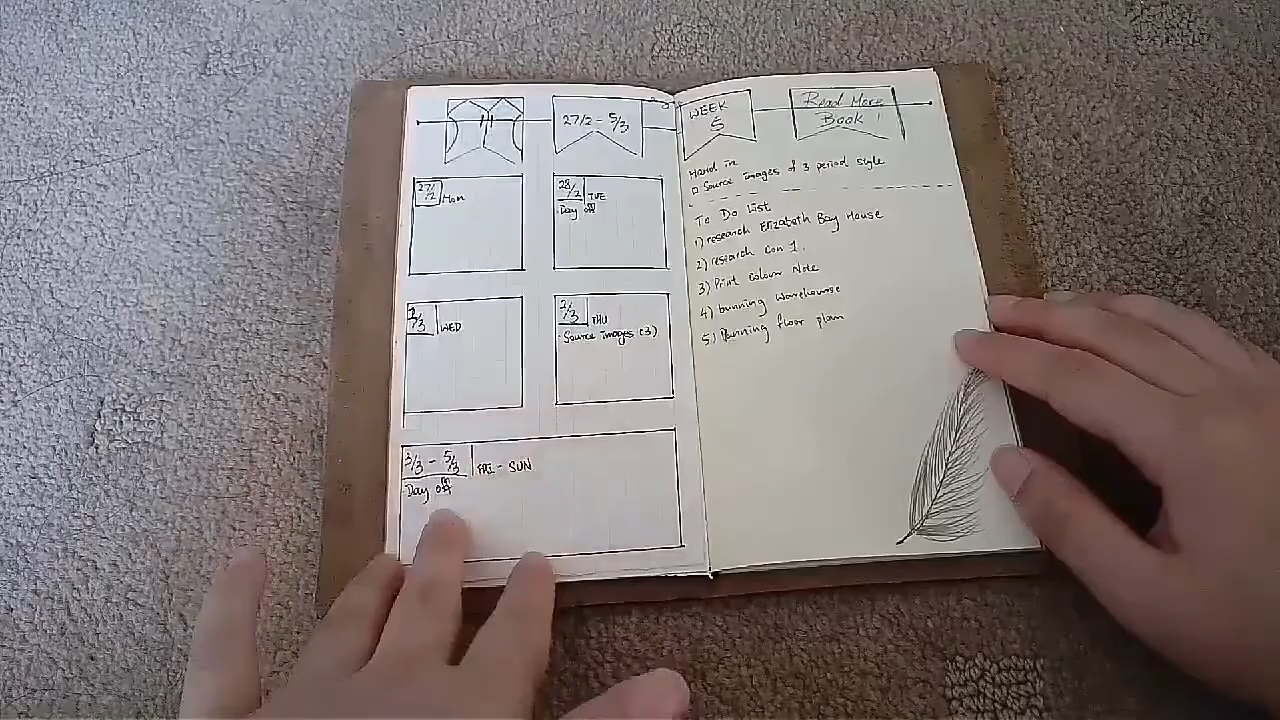 27/2 - 5/3
27/2 Mon
28/2 TUE
Day off
/3 WED
2/3 THU
Source images (3)
3/3 - 5/3 FRI - SUN
Day off
WEEK
5
Read More
Book !
Hand in
Source images of 3 period style
To Do List
1) research Elizabeth Bay House
2) research Con 1.
3) Print Colour Note
4) bunning warehouse
5) Bunning floor plan